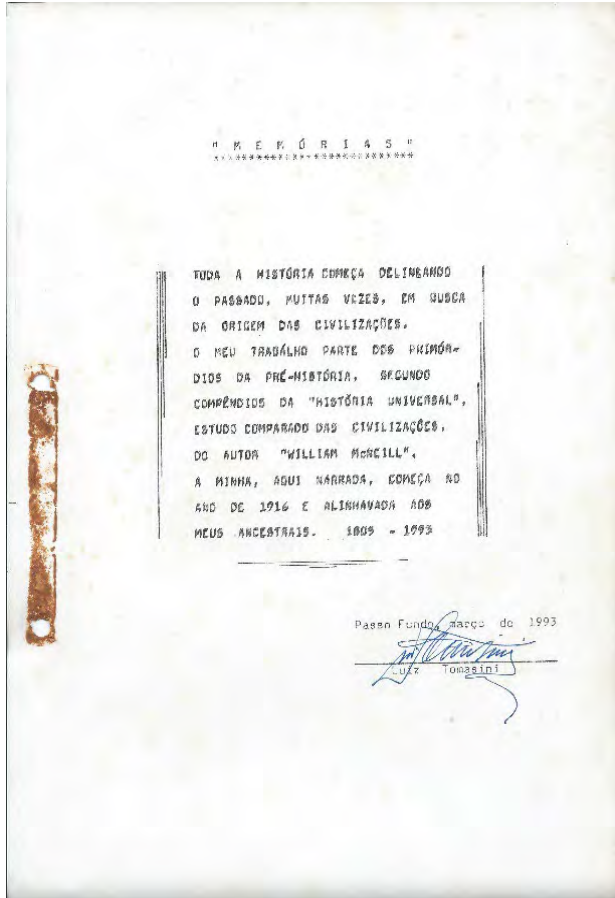 "M E M Ó R I A S"
TODA A HISTÓRIA COMEÇA DELINEANDO
O PASSADO, MUITAS VEZES, EM BUSCA
DA ORIGEM DAS CIVILIZAÇÕES.
O MEU TRABÁLHO PARTE DOS PRIMÓR-
DIOS DA PRÉ-HISTÓRIA, SEGUNDO
COMPÊNDIOS DA "HISTÓRIA UNIVERSAL",
ESTUDO COMPARADO DAS CIVILIZAÇÕES,
DO AUTOR "WILLIAM McNEILL".
A MINHA, AQUI NARRADA, COMEÇA NO
ANO DE 1916 E ALINHAVADA AOS
MEUS ANCESTRAIS. - 1993
Passo Fundo, março de 1993
Luiz Tomasini